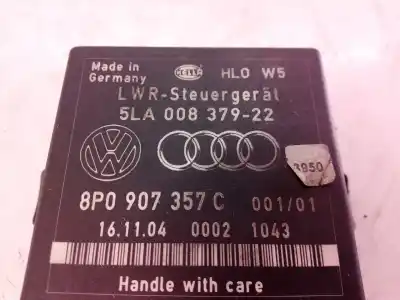 Made in
Germany
HELLA
HLO W5
LWR-Steuergerät
5LA 008 379-22
3850
8P0 907 357 C 001/01
16.11.04 0002 1043
Handle with care